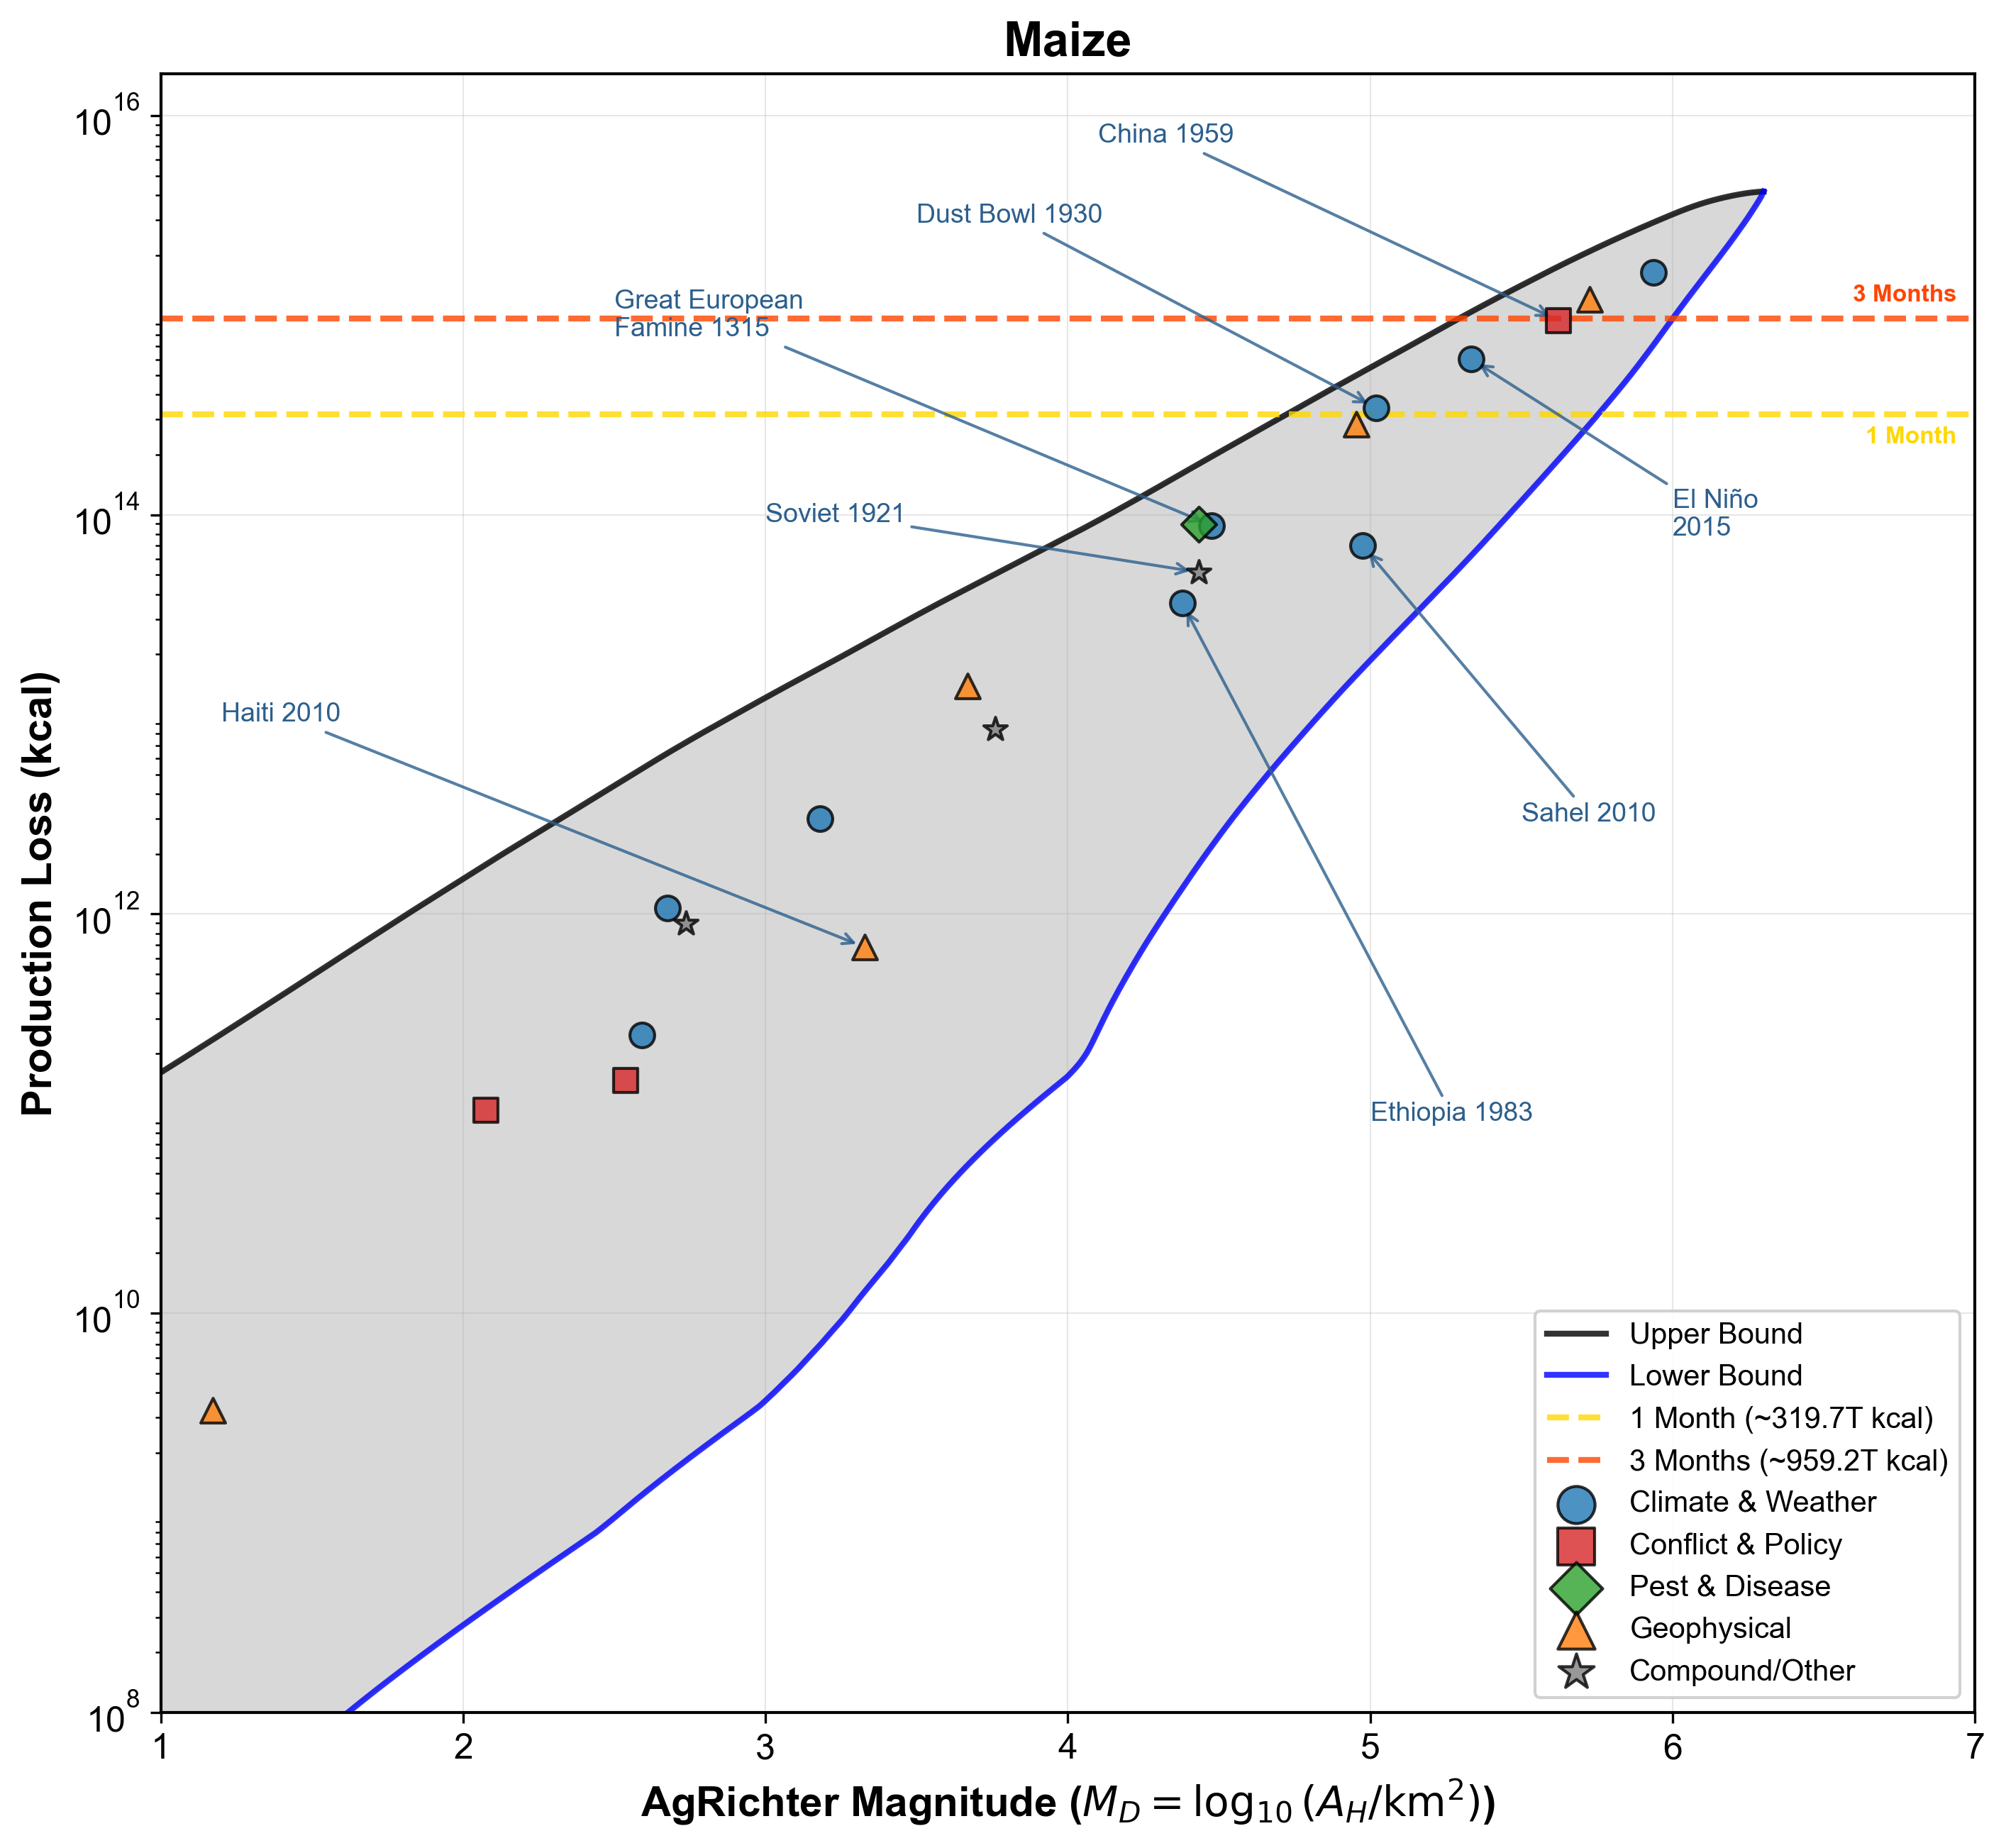 Maize
10^16
10^14
10^12
10^10
10^8
Production Loss (kcal)
China 1959
Dust Bowl 1930
Great European
Famine 1315
3 Months
1 Month
Soviet 1921
El Niño
2015
Haiti 2010
Sahel 2010
Ethiopia 1983
Upper Bound
Lower Bound
1 Month (~319.7T kcal)
3 Months (~959.2T kcal)
Climate & Weather
Conflict & Policy
Pest & Disease
Geophysical
Compound/Other
1 2 3 4 5 6 7
AgRichter Magnitude (M_D = log_10(A_H/km^2))